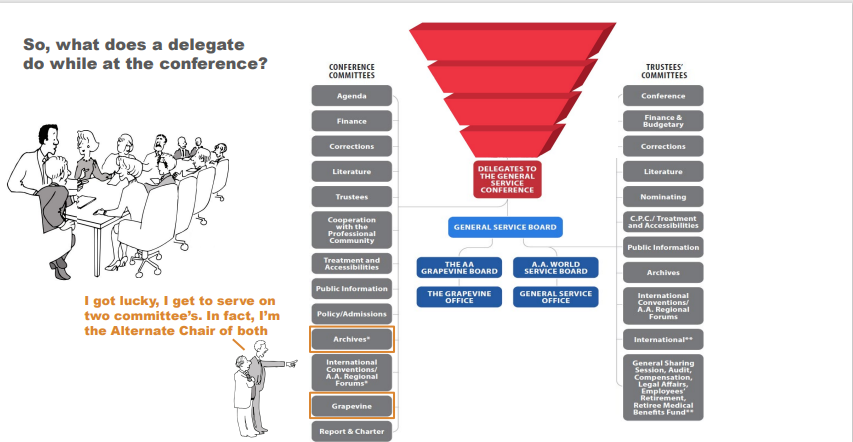 So, what does a delegate
do while at the conference?
I got lucky, I get to serve on
two committee's. In fact, I'm
the Alternate Chair of both
CONFERENCE
COMMITTEES
Agenda
Finance
Corrections
Literature
Trustees
Cooperation
with the
Professional
Community
Treatment and
Accessibilities
Public Information
Policy/Admissions
Archives*
International
Conventions/
A.A. Regional
Forums*
Grapevine
Report & Charter
DELEGATES TO
THE GENERAL
SERVICE
CONFERENCE
GENERAL SERVICE BOARD
THE AA
GRAPEVINE BOARD
A.A. WORLD
SERVICE BOARD
THE GRAPEVINE
OFFICE
GENERAL SERVICE
OFFICE
TRUSTEES'
COMMITTEES
Conference
Finance &
Budgetary
Corrections
Literature
Nominating
C.P.C./ Treatment
and Accessibilities
Public Information
Archives
International
Conventions/
A.A. Regional
Forums
International**
General Sharing
Session, Audit,
Compensation,
Legal Affairs,
Employees'
Retirement,
Retiree Medical
Benefits Fund**